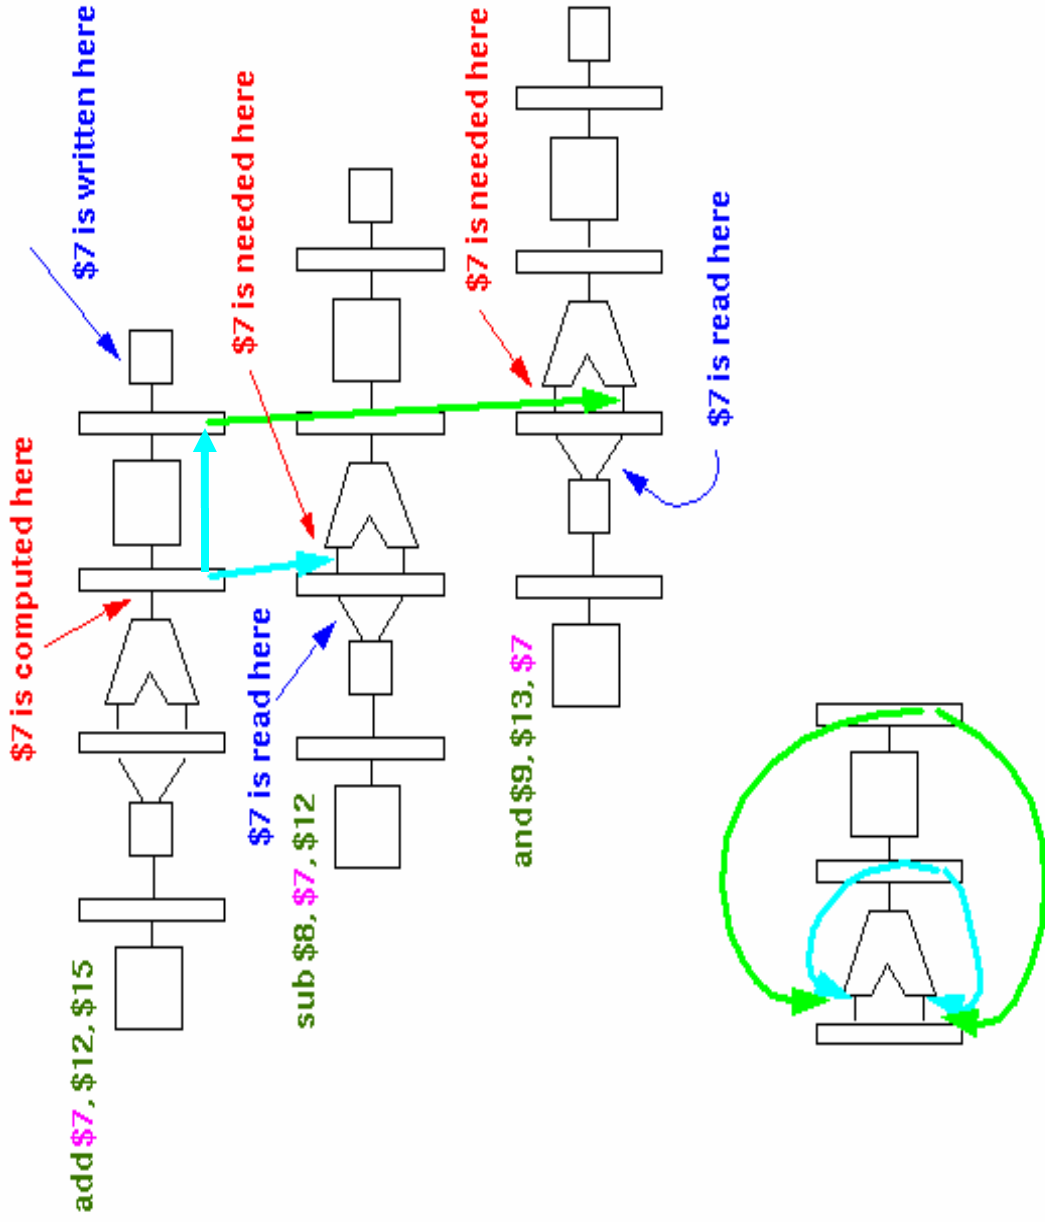 $7 is computed here
$7 is written here
add $7, $12, $15
$7 is needed here
$7 is read here
sub $8, $7, $12
$7 is needed here
and $9, $13, $7
$7 is read here